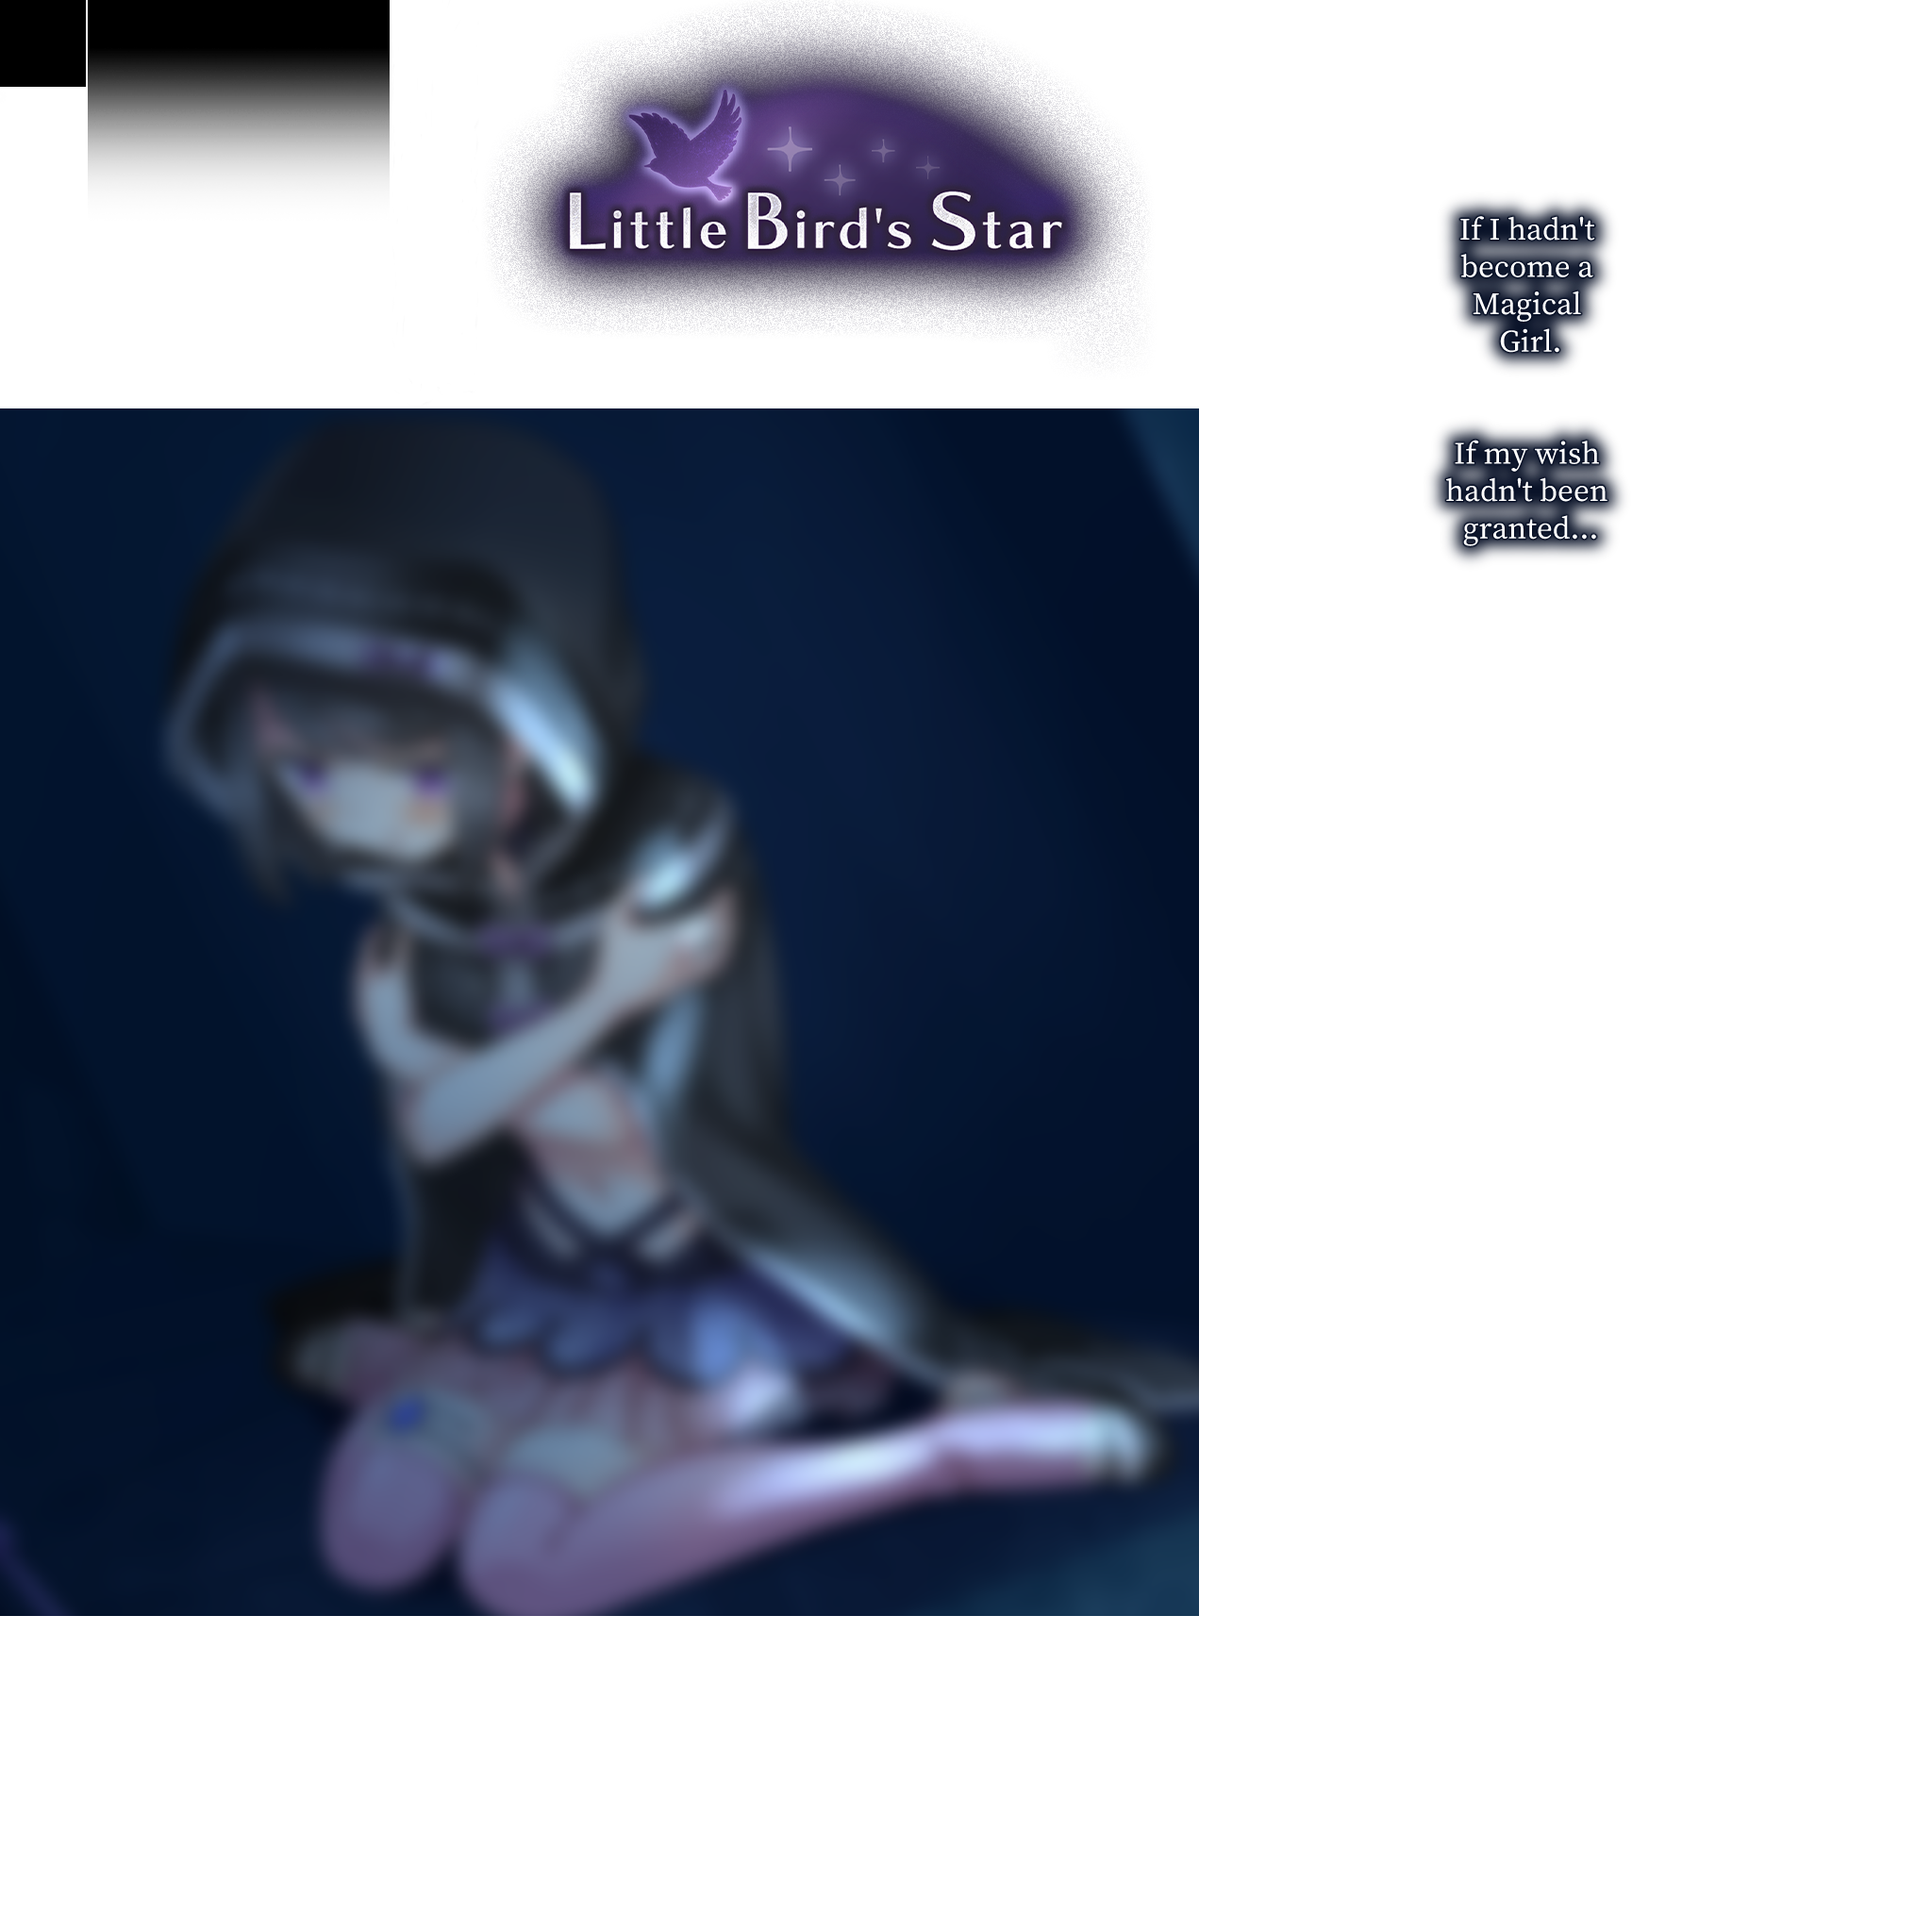 Little Bird's Star
If I hadn't
become a
Magical
Girl.
If my wish
hadn't been
granted...